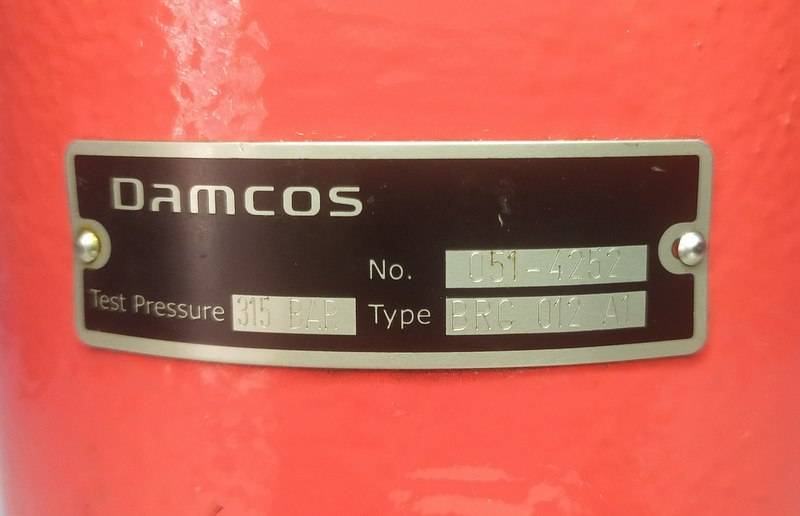 DAMCOS
No. 051-4252
Test Pressure 315 BAR Type BRC 012 A1